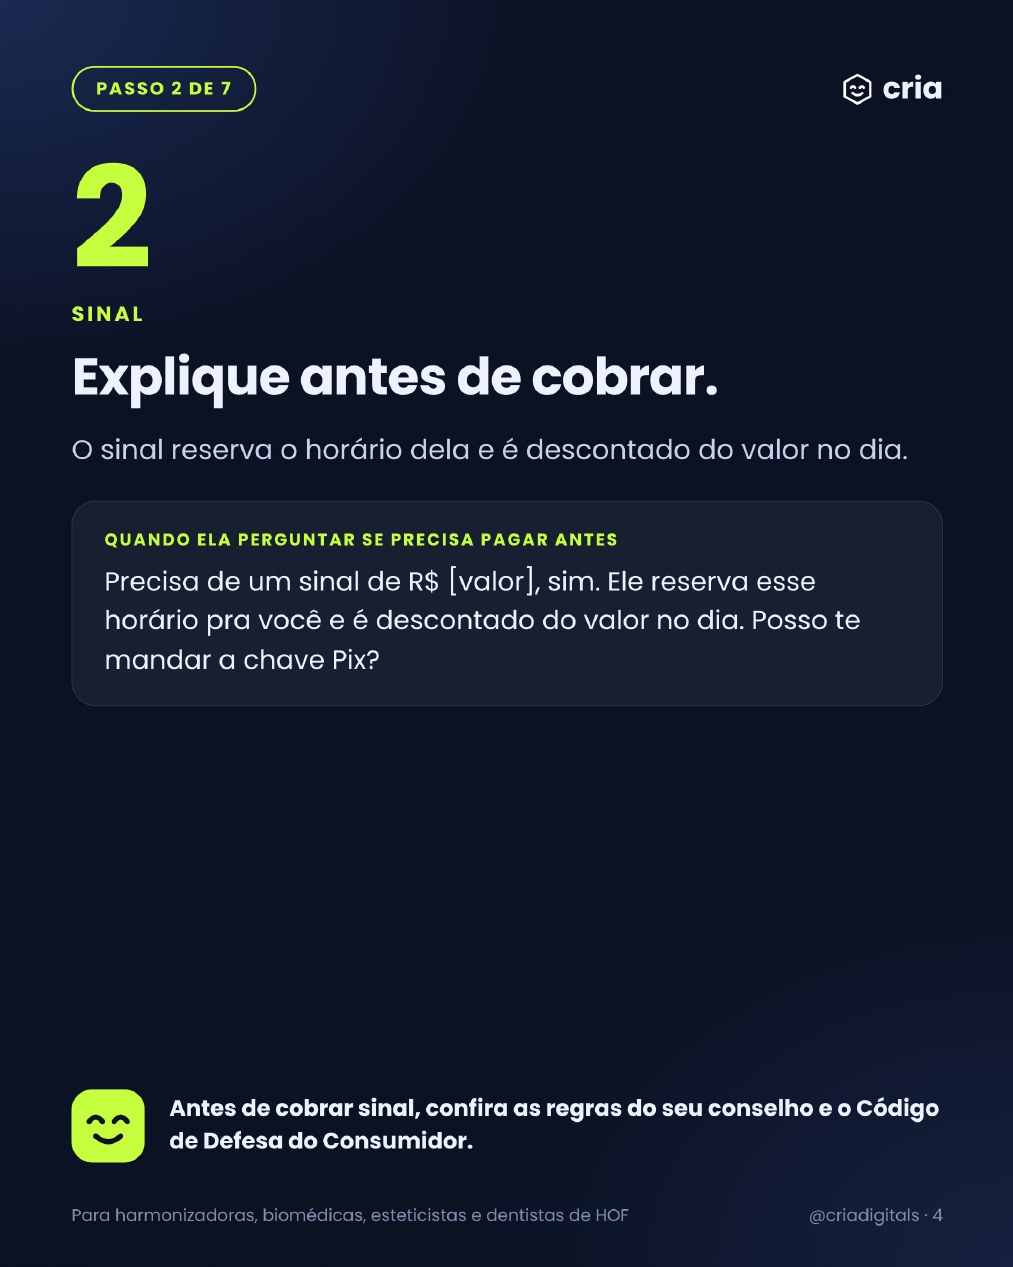 PASSO 2 DE 7
cria
2
SINAL
Explique antes de cobrar.
O sinal reserva o horário dela e é descontado do valor no dia.
QUANDO ELA PERGUNTAR SE PRECISA PAGAR ANTES
Precisa de um sinal de R$ [valor], sim. Ele reserva esse
horário pra você e é descontado do valor no dia. Posso te
mandar a chave Pix?
Antes de cobrar sinal, confira as regras do seu conselho e o Código
de Defesa do Consumidor.
Para harmonizadoras, biomédicas, esteticistas e dentistas de HOF
@criadigitals · 4